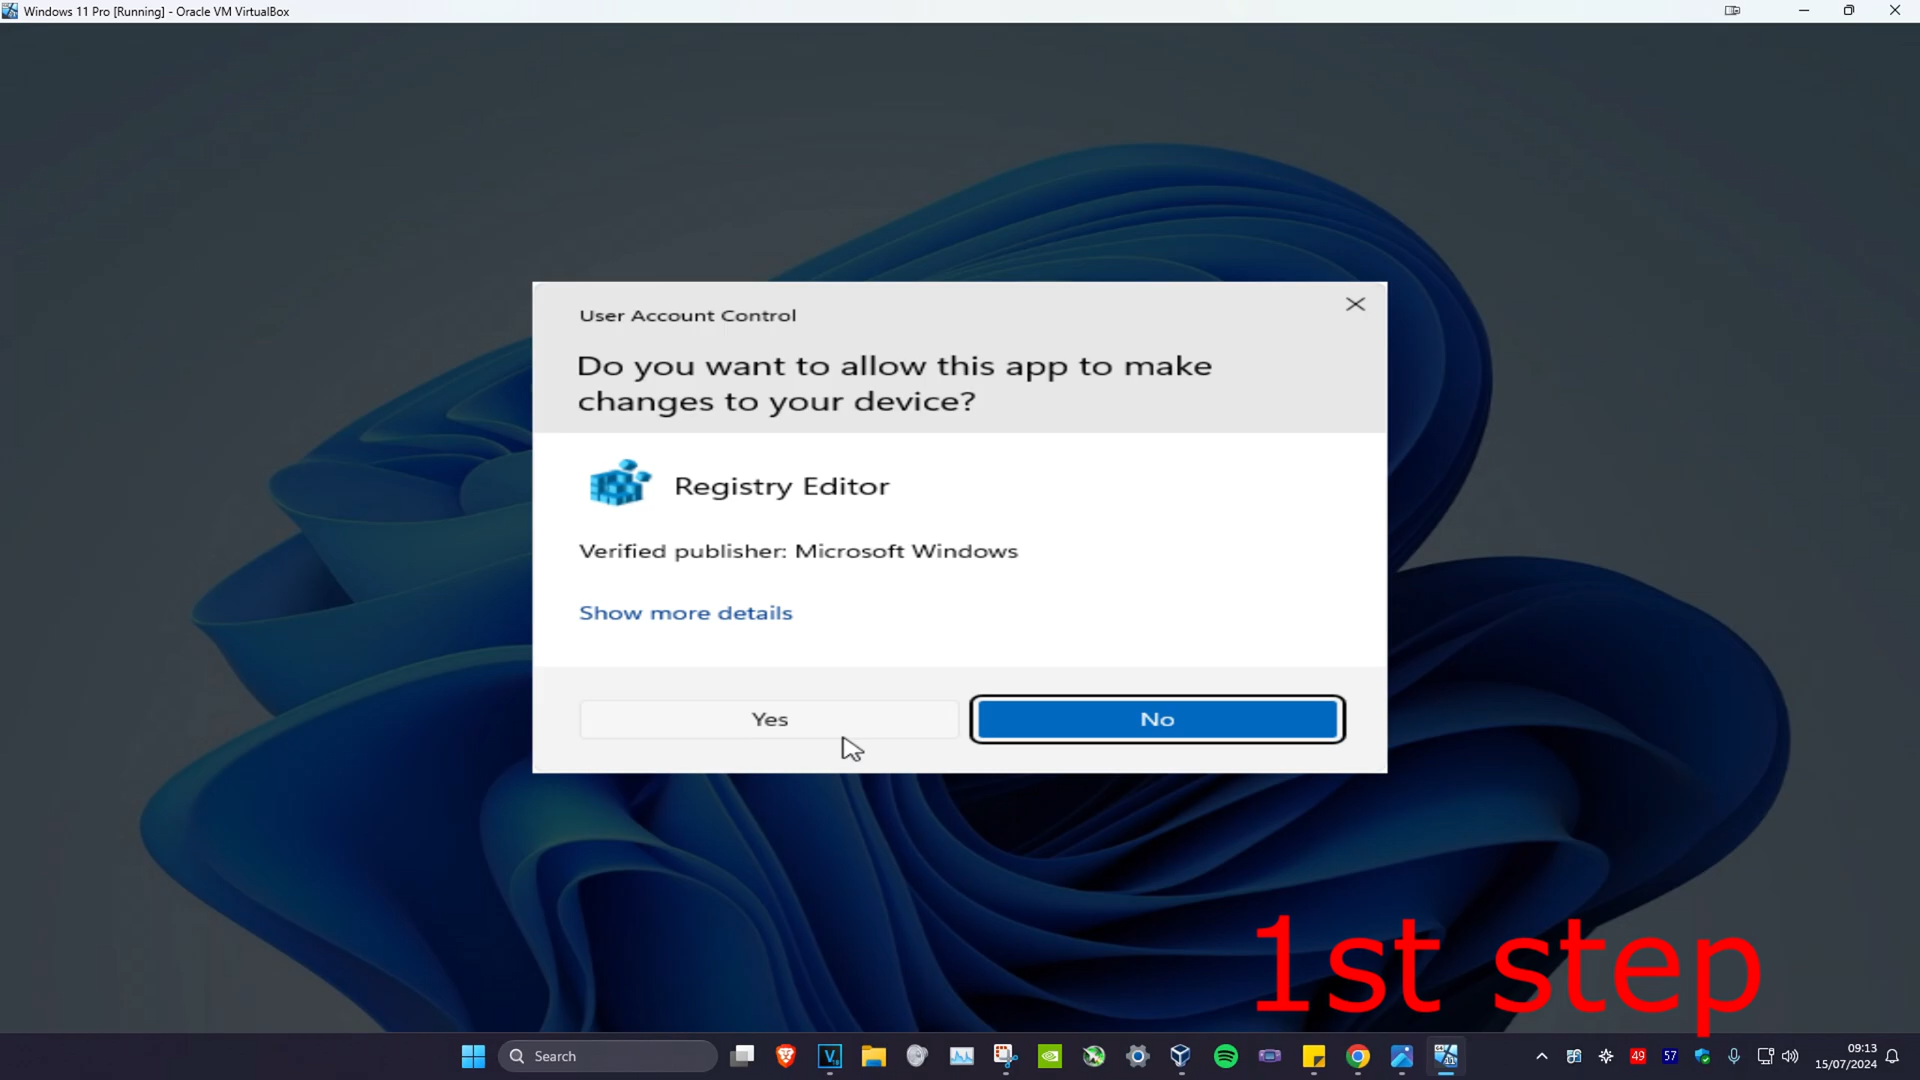 Windows 11 Pro [Running] - Oracle VM VirtualBox
User Account Control
Do you want to allow this app to make
changes to your device?
Registry Editor
Verified publisher: Microsoft Windows
Show more details
Yes
No
1st step
Search
49
57
09:13
15/07/2024